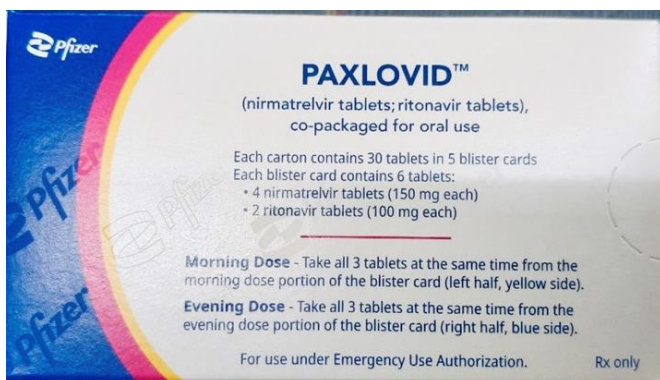 Pfizer
PAXLOVID™
(nirmatrelvir tablets; ritonavir tablets),
co-packaged for oral use
Each carton contains 30 tablets in 5 blister cards
Each blister card contains 6 tablets:
• 4 nirmatrelvir tablets (150 mg each)
• 2 ritonavir tablets (100 mg each)
Pfizer
Pfizer
Morning Dose - Take all 3 tablets at the same time from the
morning dose portion of the blister card (left half, yellow side).
Evening Dose - Take all 3 tablets at the same time from the
evening dose portion of the blister card (right half, blue side).
Pfizer
For use under Emergency Use Authorization. Rx only